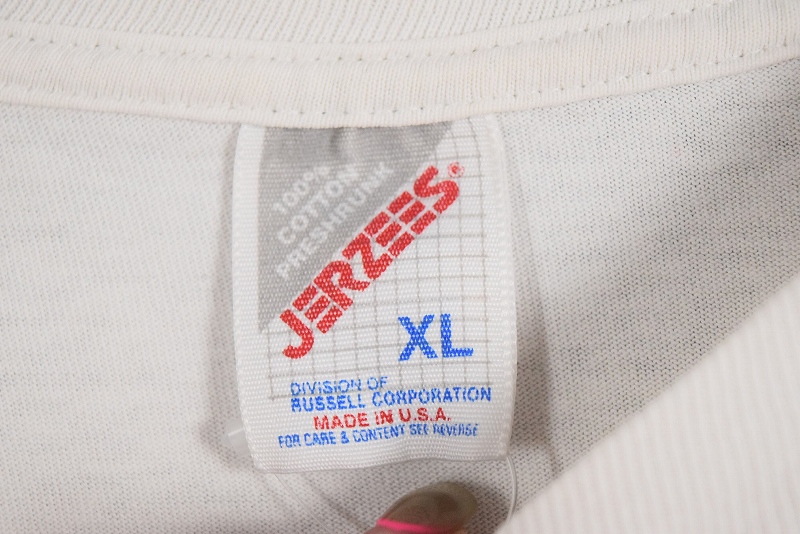 100%
COTTON
PRESHRUNK
JERZEES®
XL
DIVISION OF
RUSSELL CORPORATION
MADE IN U.S.A.
FOR CARE & CONTENT SEE REVERSE